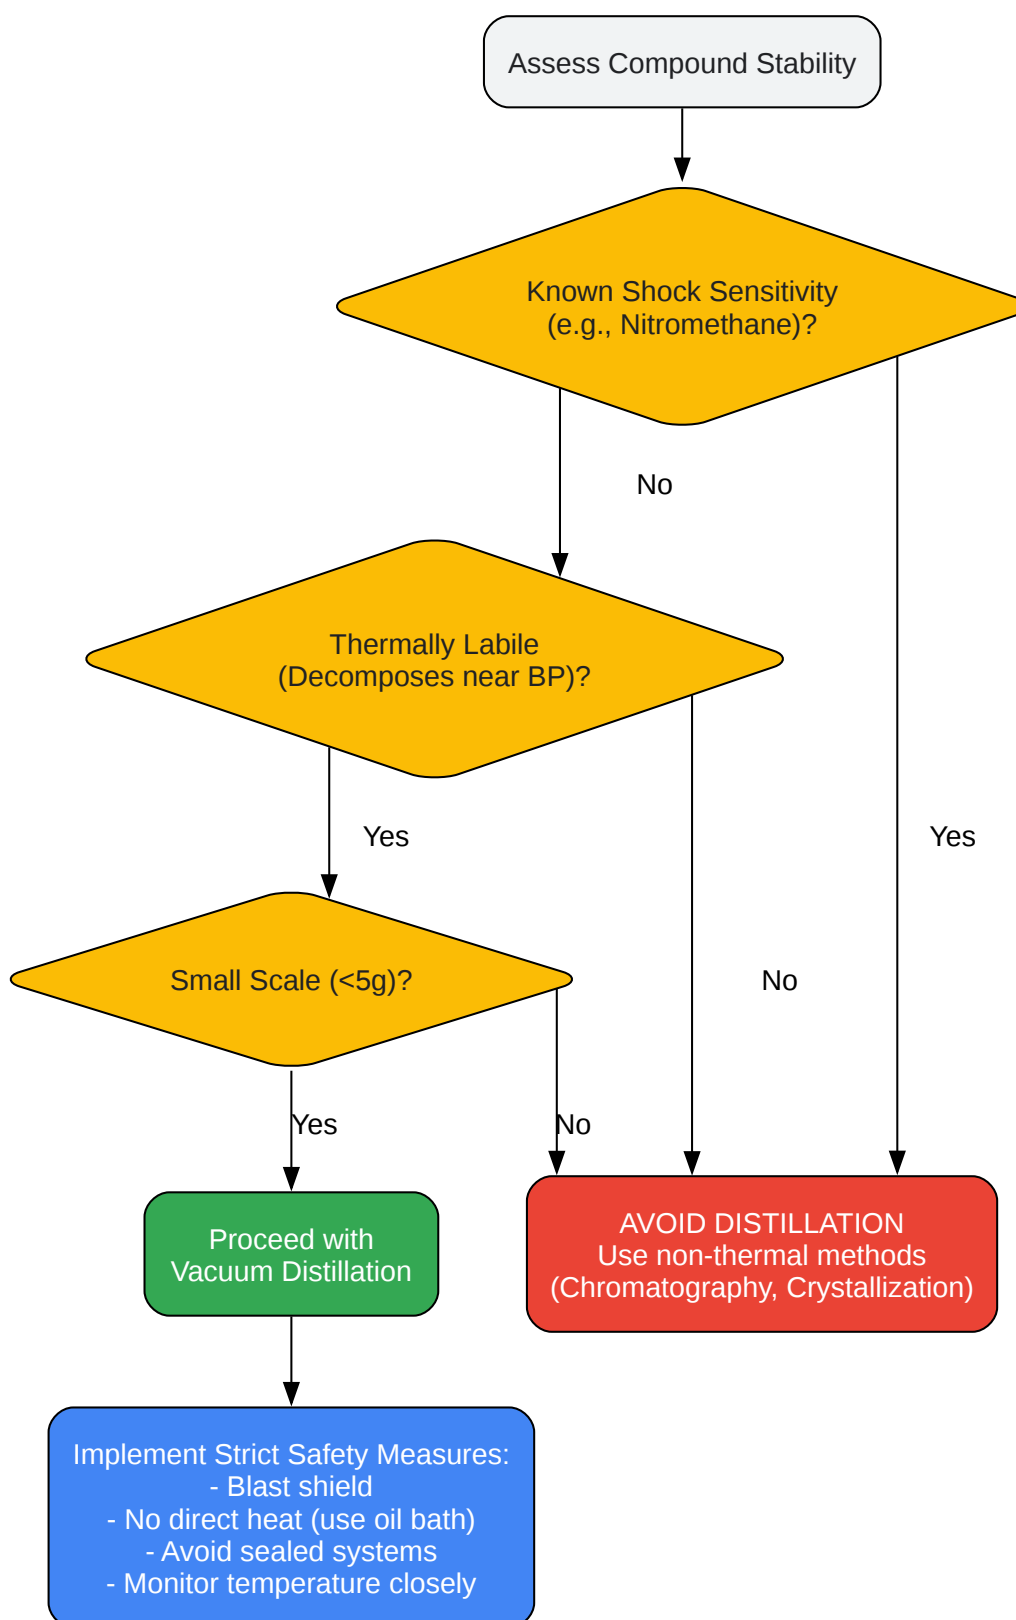 Assess Compound Stability
Known Shock Sensitivity
(e.g., Nitromethane)?
No
Thermally Labile
(Decomposes near BP)?
Yes
Yes
Small Scale (<5g)?
No
Yes
No
Proceed with
Vacuum Distillation
AVOID DISTILLATION
Use non-thermal methods
(Chromatography, Crystallization)
Implement Strict Safety Measures:
- Blast shield
- No direct heat (use oil bath)
- Avoid sealed systems
- Monitor temperature closely